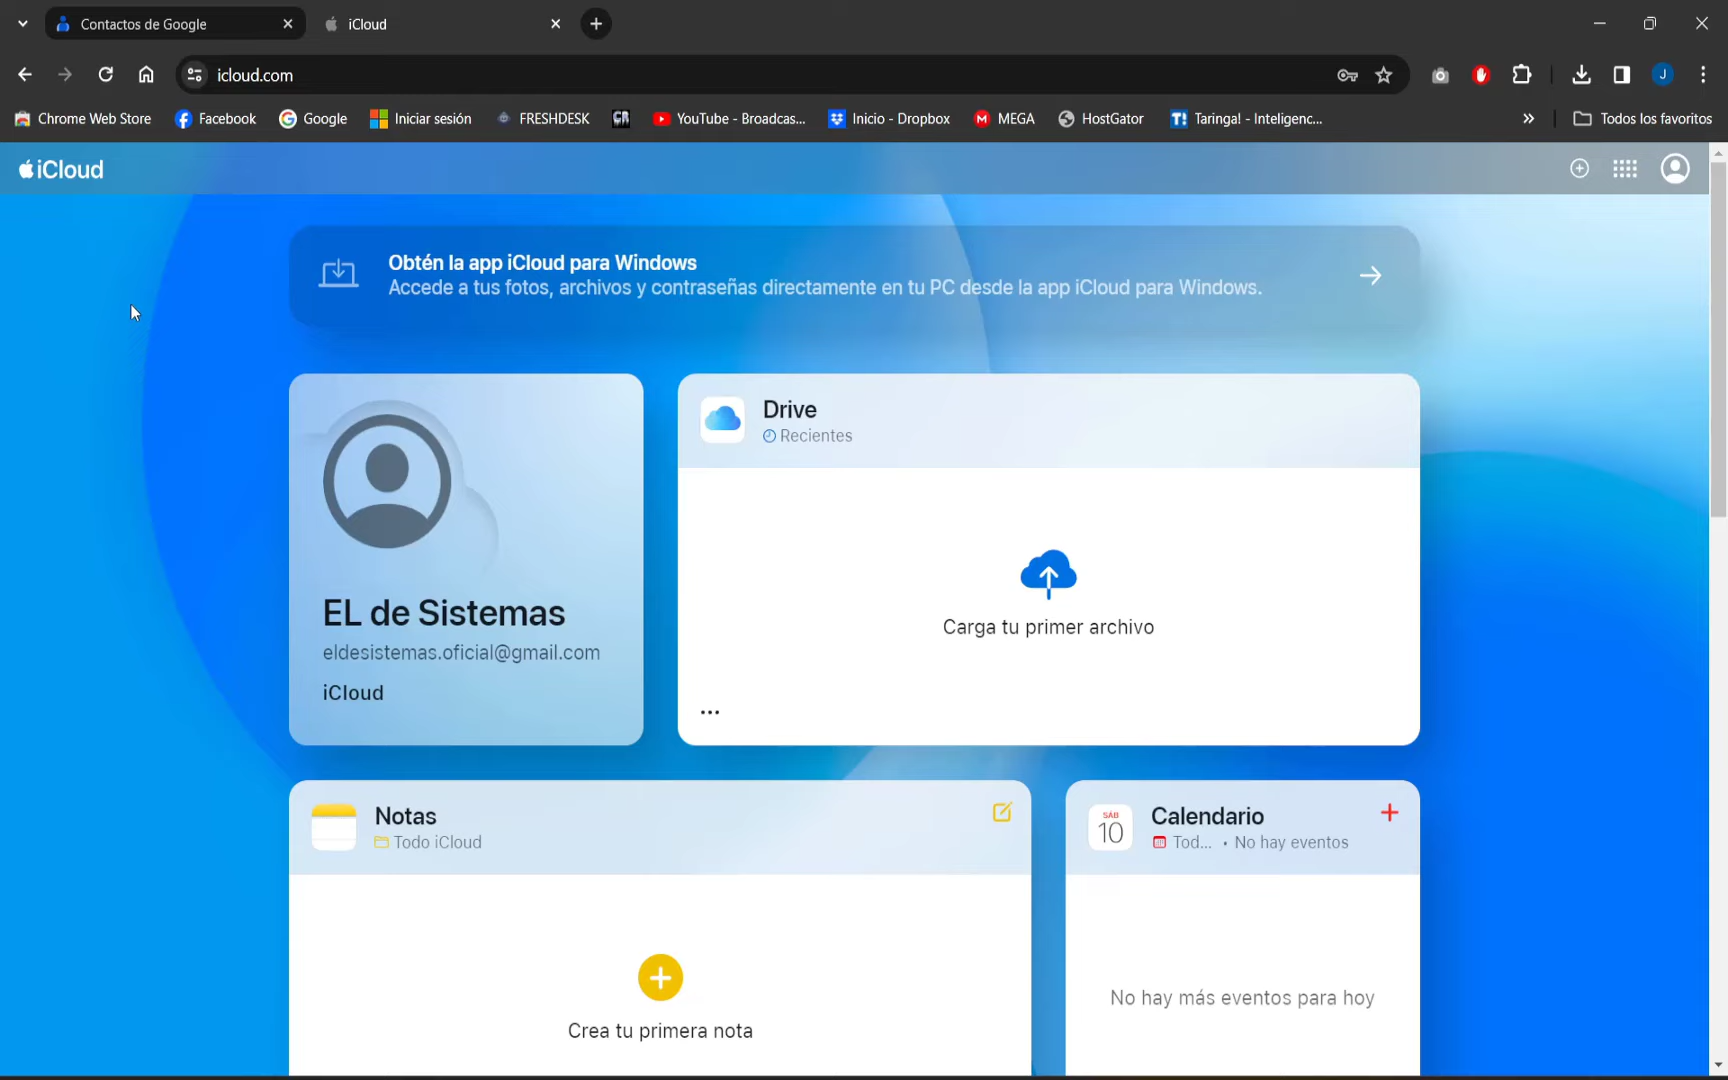 Contactos de Google
iCloud
icloud.com
J
Chrome Web Store
Facebook
Google
Iniciar sesión
FRESHDESK
GR
YouTube - Broadcas...
Inicio - Dropbox
M MEGA
HostGator
T! Taringa! - Inteligenc...
Todos los favoritos
iCloud
Obtén la app iCloud para Windows
Accede a tus fotos, archivos y contraseñas directamente en tu PC desde la app iCloud para Windows.
EL de Sistemas
eldesistemas.oficial@gmail.com
iCloud
Drive
Recientes
Carga tu primer archivo
...
Notas
Todo iCloud
Crea tu primera nota
SÁB
10
Calendario
Tod... • No hay eventos
No hay más eventos para hoy